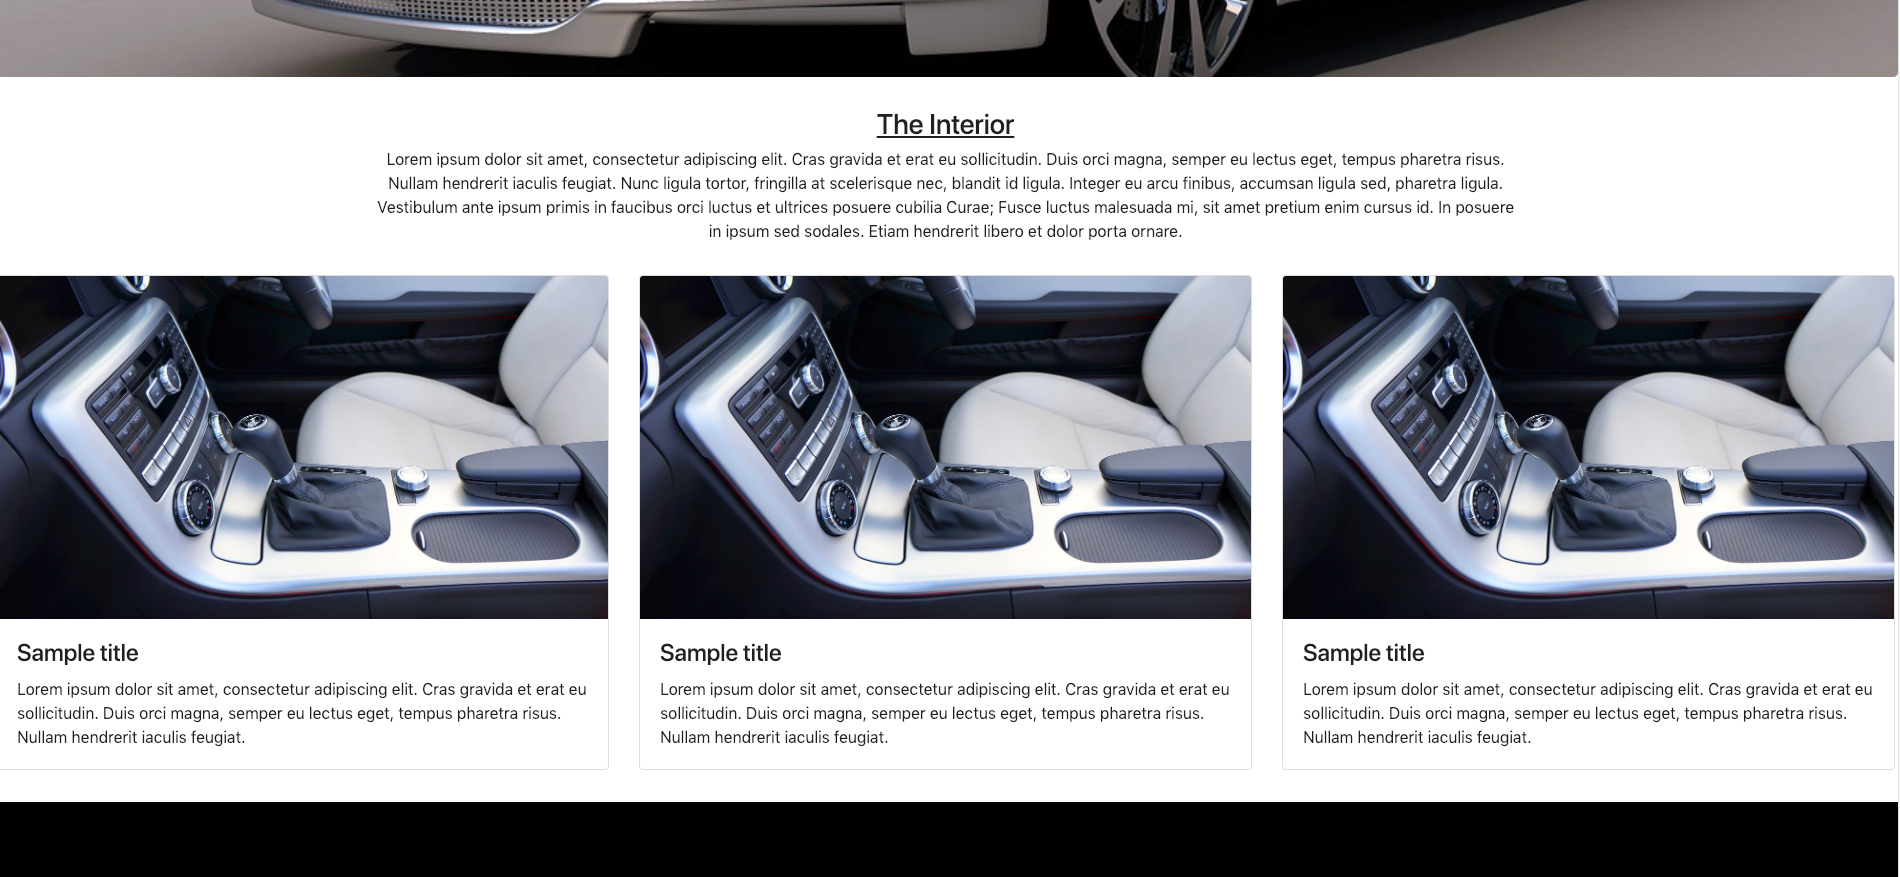 The Interior
Lorem ipsum dolor sit amet, consectetur adipiscing elit. Cras gravida et erat eu sollicitudin. Duis orci magna, semper eu lectus eget, tempus pharetra risus.
Nullam hendrerit iaculis feugiat. Nunc ligula tortor, fringilla at scelerisque nec, blandit id ligula. Integer eu arcu finibus, accumsan ligula sed, pharetra ligula.
Vestibulum ante ipsum primis in faucibus orci luctus et ultrices posuere cubilia Curae; Fusce luctus malesuada mi, sit amet pretium enim cursus id. In posuere
in ipsum sed sodales. Etiam hendrerit libero et dolor porta ornare.
Sample title
Lorem ipsum dolor sit amet, consectetur adipiscing elit. Cras gravida et erat eu
sollicitudin. Duis orci magna, semper eu lectus eget, tempus pharetra risus.
Nullam hendrerit iaculis feugiat.
Sample title
Lorem ipsum dolor sit amet, consectetur adipiscing elit. Cras gravida et erat eu
sollicitudin. Duis orci magna, semper eu lectus eget, tempus pharetra risus.
Nullam hendrerit iaculis feugiat.
Sample title
Lorem ipsum dolor sit amet, consectetur adipiscing elit. Cras gravida et erat eu
sollicitudin. Duis orci magna, semper eu lectus eget, tempus pharetra risus.
Nullam hendrerit iaculis feugiat.